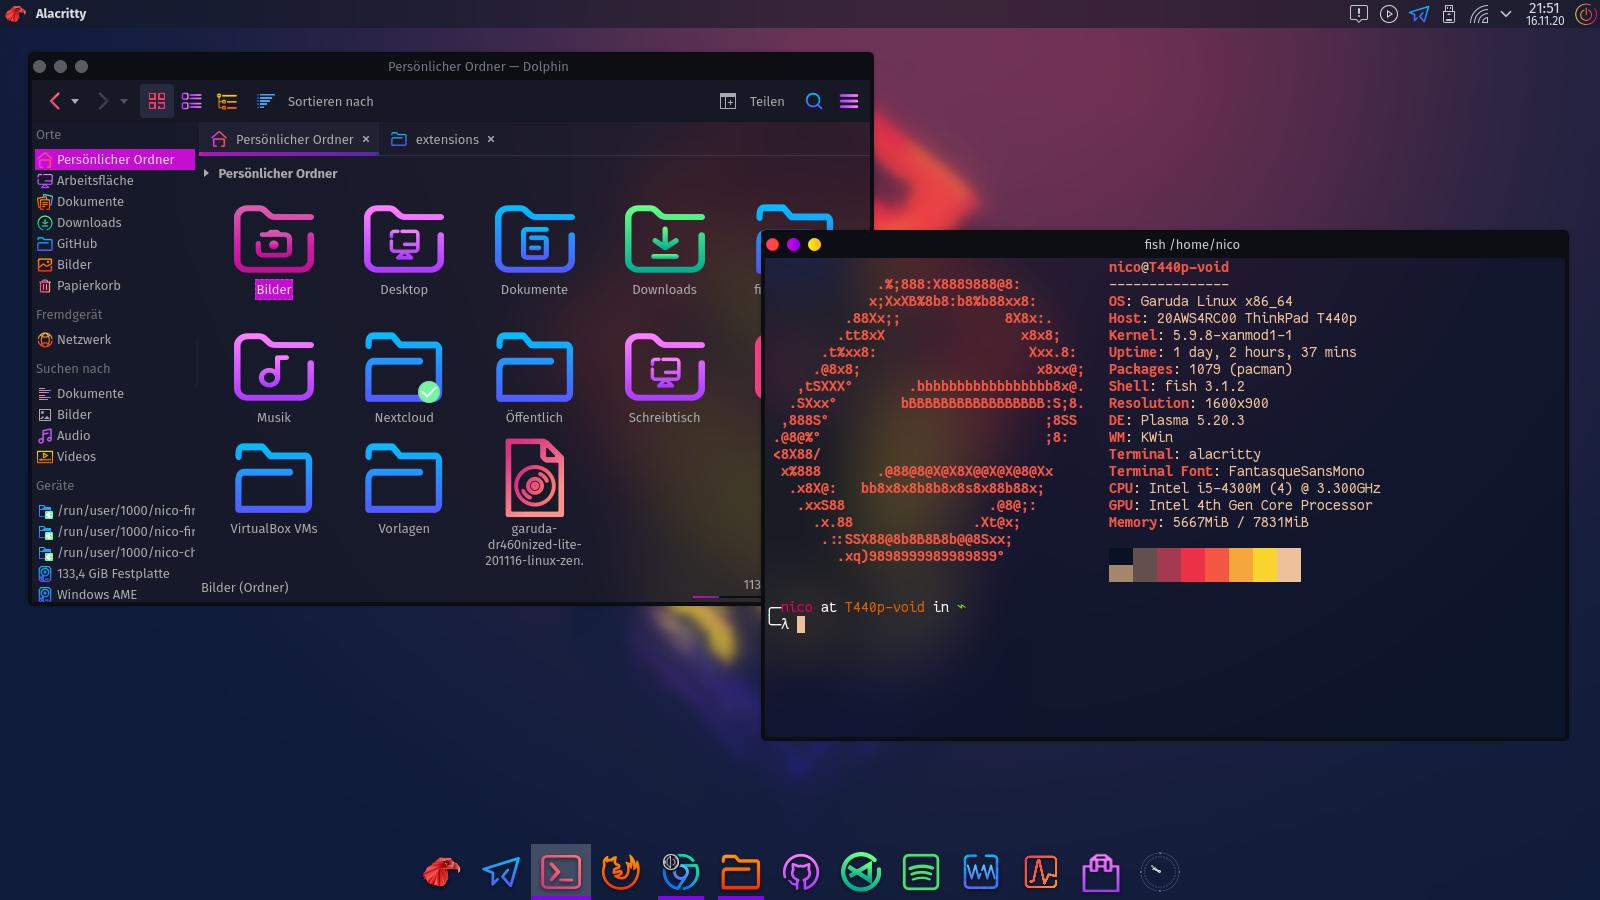 Alacritty
21:51
16.11.20
Persönlicher Ordner — Dolphin
Sortieren nach
Teilen
Orte
Persönlicher Ordner
Arbeitsfläche
Dokumente
Downloads
GitHub
Bilder
Papierkorb
Fremdgerät
Netzwerk
Suchen nach
Dokumente
Bilder
Audio
Videos
Geräte
/run/user/1000/nico-fir
/run/user/1000/nico-fir
/run/user/1000/nico-ch
133,4 GiB Festplatte
Windows AME
Persönlicher Ordner
extensions
Persönlicher Ordner
Bilder
Desktop
Dokumente
Downloads
Musik
Nextcloud
Öffentlich
Schreibtisch
VirtualBox VMs
Vorlagen
garuda-
dr460nized-lite-
201116-linux-zen.
Bilder (Ordner)
113
fish /home/nico
.%;888:X8889888@8:
x;XxXB%8b8:b8%b88xx8:
.88Xx;; 8X8x:.
.tt8xX x8x8;
.t%xx8: Xxx.8:
.@8x8; x8xx@;
,tSXXX° .bbbbbbbbbbbbbbbbb8x@.
.SXxx° bBBBBBBBBBBBBBBBBB:S;8.
,888S° ;8SS
.@8@%° ;8:
<8X88/
x%888 .@88@8@X@X8X@@X@X@8@Xx
.x8X@: bb8x8x8b8b8x8s8x88b88x;
.xxS88 .@8@;:
.x.88 .Xt@x;
.::SSX88@8b8B8B8b@@8Sxx;
.xq)9898999989989899°
nico@T440p-void
---------------
OS: Garuda Linux x86_64
Host: 20AWS4RC00 ThinkPad T440p
Kernel: 5.9.8-xanmod1-1
Uptime: 1 day, 2 hours, 37 mins
Packages: 1079 (pacman)
Shell: fish 3.1.2
Resolution: 1600x900
DE: Plasma 5.20.3
WM: KWin
Terminal: alacritty
Terminal Font: FantasqueSansMono
CPU: Intel i5-4300M (4) @ 3.300GHz
GPU: Intel 4th Gen Core Processor
Memory: 5667MiB / 7831MiB
nico at T440p-void in ~
λ